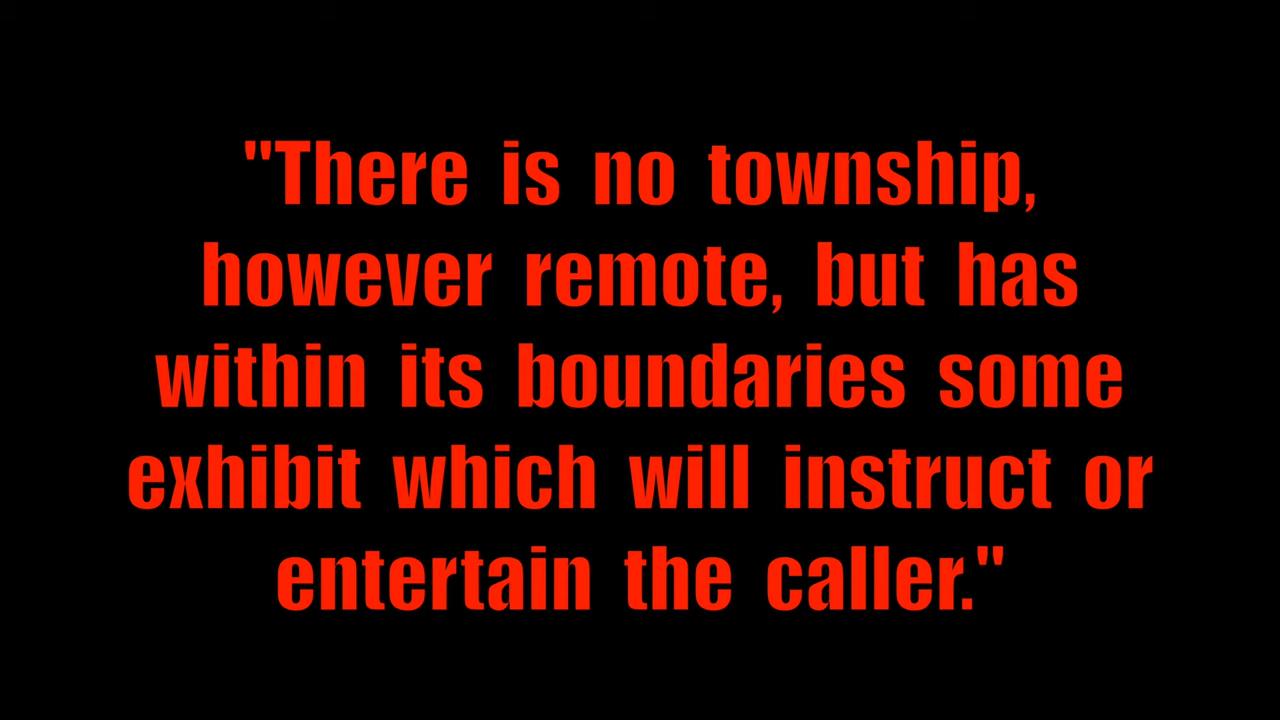 "There is no township,
however remote, but has
within its boundaries some
exhibit which will instruct or
entertain the caller."